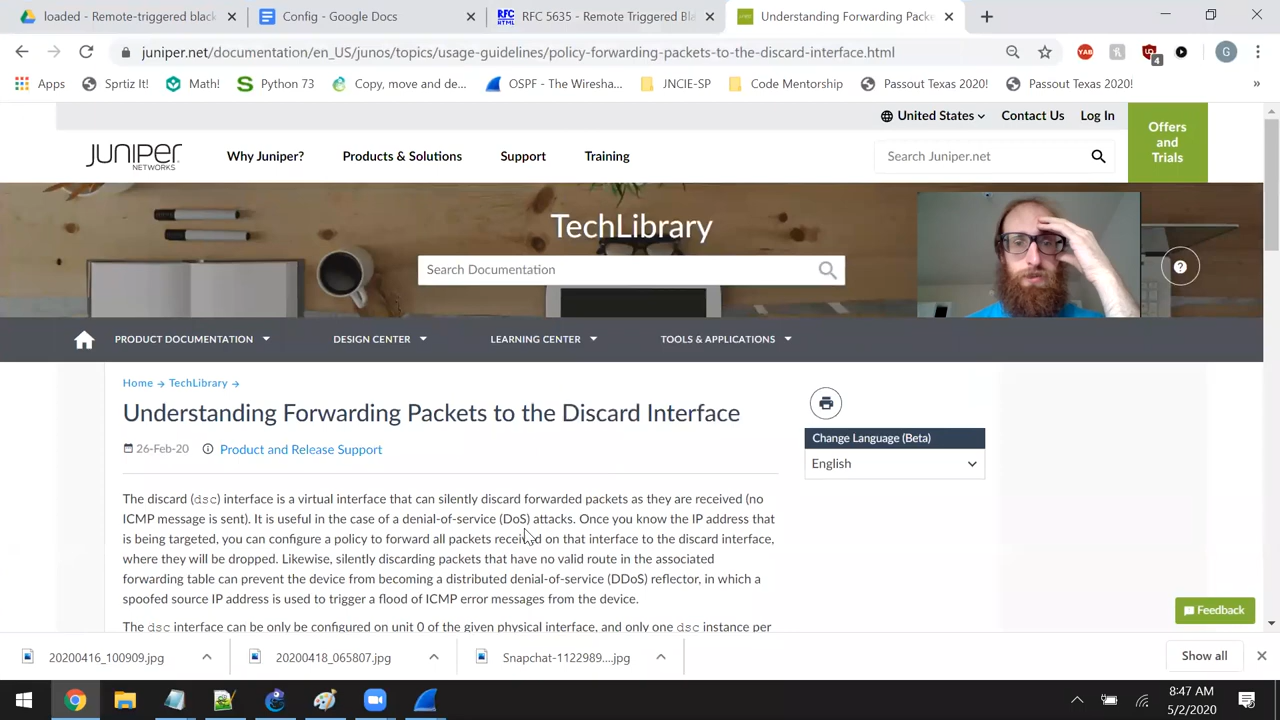 loaded - Remote-triggered blac
Config - Google Docs
RFC 5635 - Remote Triggered Bla
Understanding Forwarding Packe
juniper.net/documentation/en_US/junos/topics/usage-guidelines/policy-forwarding-packets-to-the-discard-interface.html
YAB
4
G
Apps
Sprtiz It!
Math!
Python 73
Copy, move and de...
OSPF - The Wiresha...
JNCIE-SP
Code Mentorship
Passout Texas 2020!
Passout Texas 2020!
»
United States
Contact Us
Log In
Offers
and
Trials
JUNIPER
NETWORKS
Why Juniper?
Products & Solutions
Support
Training
Search Juniper.net
TechLibrary
Search Documentation
?
PRODUCT DOCUMENTATION
DESIGN CENTER
LEARNING CENTER
TOOLS & APPLICATIONS
Home → TechLibrary →
Understanding Forwarding Packets to the Discard Interface
26-Feb-20
Product and Release Support
Change Language (Beta)
English
The discard (dsc) interface is a virtual interface that can silently discard forwarded packets as they are received (no
ICMP message is sent). It is useful in the case of a denial-of-service (DoS) attacks. Once you know the IP address that
is being targeted, you can configure a policy to forward all packets received on that interface to the discard interface,
where they will be dropped. Likewise, silently discarding packets that have no valid route in the associated
forwarding table can prevent the device from becoming a distributed denial-of-service (DDoS) reflector, in which a
spoofed source IP address is used to trigger a flood of ICMP error messages from the device.
The dsc interface can be only be configured on unit 0 of the given physical interface, and only one dsc instance per
Feedback
20200416_100909.jpg
20200418_065807.jpg
Snapchat-1122989....jpg
Show all
8:47 AM
5/2/2020